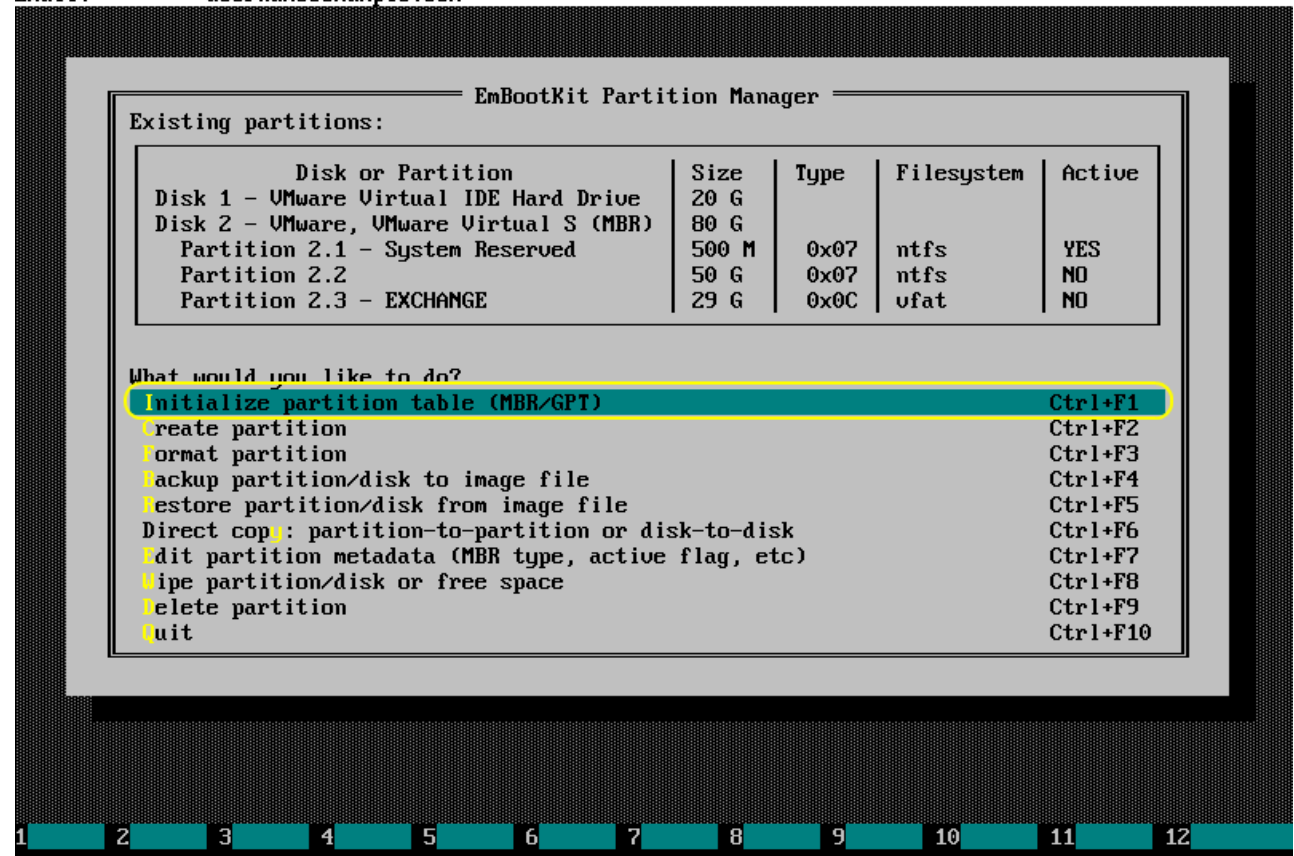 EmBootKit Partition Manager
Existing partitions:
Disk or Partition Size Type Filesystem Active
Disk 1 - VMware Virtual IDE Hard Drive 20 G
Disk 2 - VMware, VMware Virtual S (MBR) 80 G
Partition 2.1 - System Reserved 500 M 0x07 ntfs YES
Partition 2.2 50 G 0x07 ntfs NO
Partition 2.3 - EXCHANGE 29 G 0x0C vfat NO
What would you like to do?
Initialize partition table (MBR/GPT) Ctrl+F1
Create partition Ctrl+F2
Format partition Ctrl+F3
Backup partition/disk to image file Ctrl+F4
Restore partition/disk from image file Ctrl+F5
Direct copy: partition-to-partition or disk-to-disk Ctrl+F6
Edit partition metadata (MBR type, active flag, etc) Ctrl+F7
Wipe partition/disk or free space Ctrl+F8
Delete partition Ctrl+F9
Quit Ctrl+F10
1 2 3 4 5 6 7 8 9 10 11 12